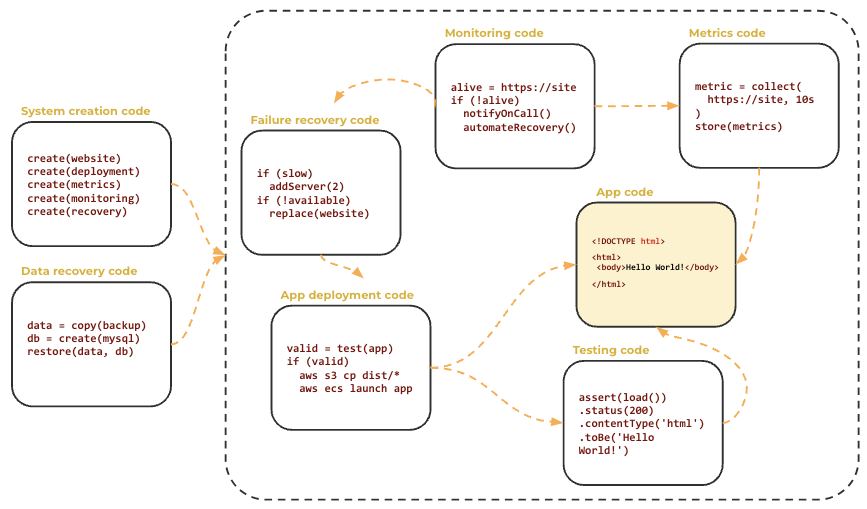 System creation code
create(website)
create(deployment)
create(metrics)
create(monitoring)
create(recovery)
Data recovery code
data = copy(backup)
db = create(mysql)
restore(data, db)
Monitoring code
alive = https://site
if (!alive)
  notifyOnCall()
  automateRecovery()
Metrics code
metric = collect(
  https://site, 10s
)
store(metrics)
Failure recovery code
if (slow)
  addServer(2)
if (!available)
  replace(website)
App code
<!DOCTYPE html>
<html>
 <body>Hello World!</body>
</html>
App deployment code
valid = test(app)
if (valid)
  aws s3 cp dist/*
  aws ecs launch app
Testing code
assert(load())
.status(200)
.contentType('html')
.toBe('Hello
World!')